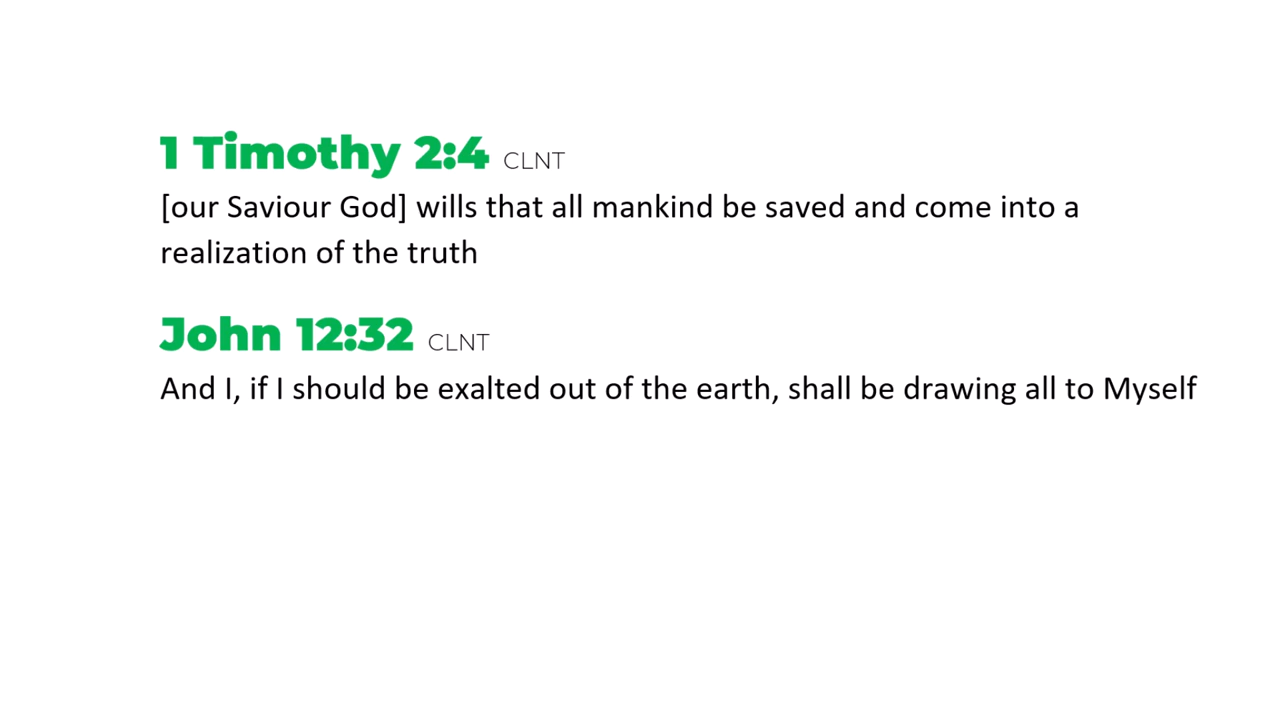 1 Timothy 2:4 CLNT
[our Saviour God] wills that all mankind be saved and come into a
realization of the truth
John 12:32 CLNT
And I, if I should be exalted out of the earth, shall be drawing all to Myself